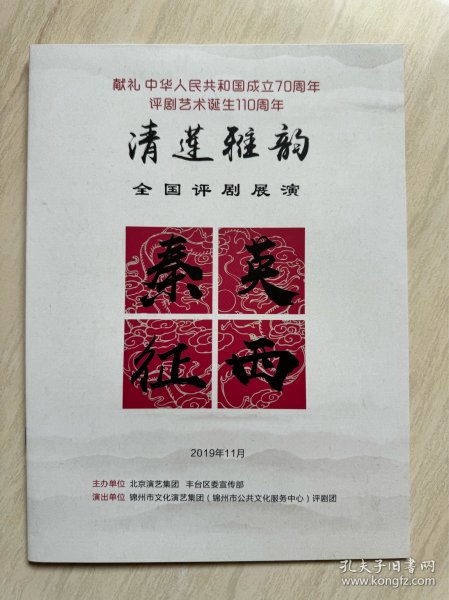 献礼 中华人民共和国成立70周年
评剧艺术诞生110周年
清莲雅韵
全国评剧展演
秦英
征西
2019年11月
主办单位 北京演艺集团 丰台区委宣传部
演出单位 锦州市文化演艺集团（锦州市公共文化服务中心）评剧团
孔夫子旧书网
www.kongfz.com